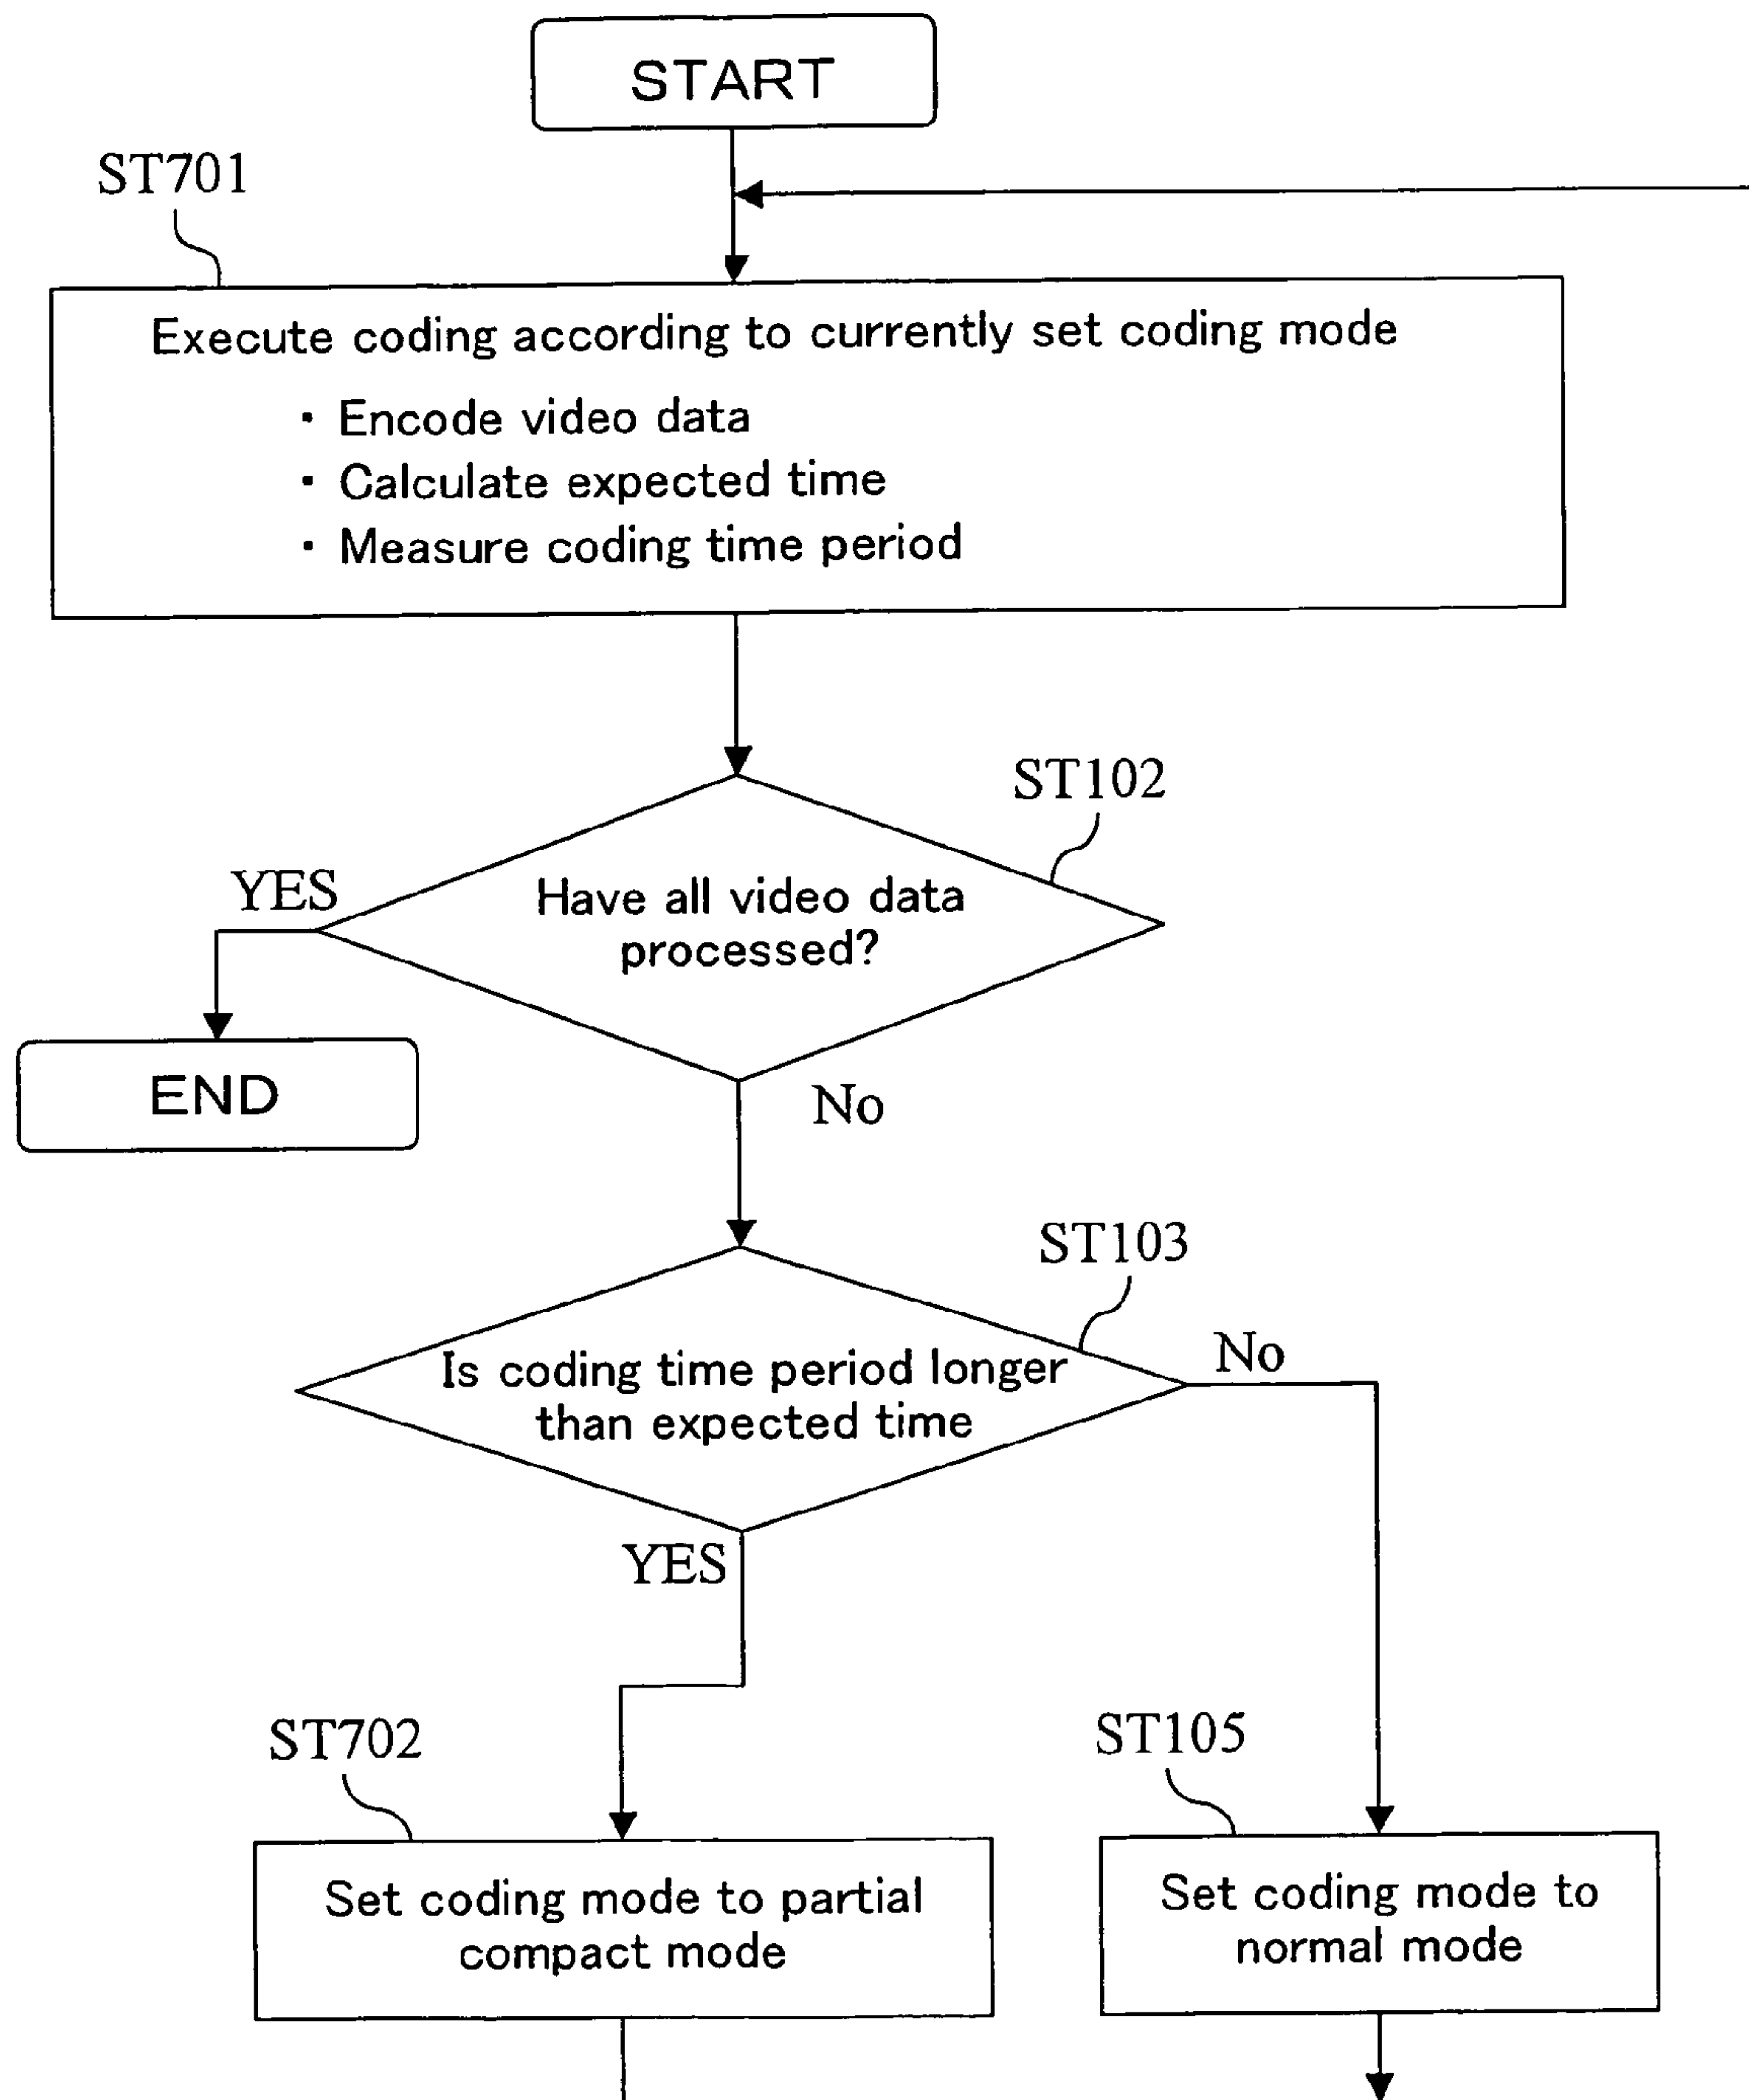 START
ST701
Execute coding according to currently set coding mode
・ Encode video data
・ Calculate expected time
・ Measure coding time period
ST102
YES
Have all video data
processed?
END
No
ST103
Is coding time period longer
than expected time
No
YES
ST702
ST105
Set coding mode to partial
compact mode
Set coding mode to
normal mode